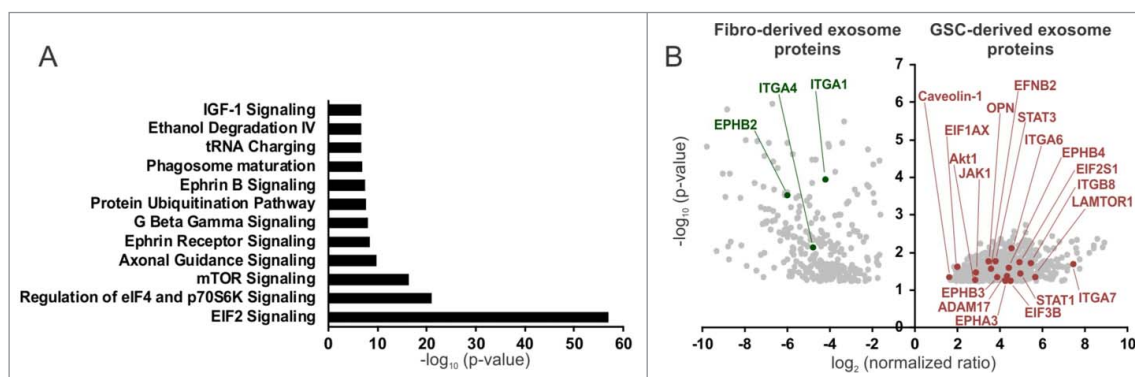 A
IGF-1 Signaling
Ethanol Degradation IV
tRNA Charging
Phagosome maturation
Ephrin B Signaling
Protein Ubiquitination Pathway
G Beta Gamma Signaling
Ephrin Receptor Signaling
Axonal Guidance Signaling
mTOR Signaling
Regulation of eIF4 and p70S6K Signaling
EIF2 Signaling
0 10 20 30 40 50 60
-log10 (p-value)
B
Fibro-derived exosome
proteins
GSC-derived exosome
proteins
7
6
5
4
3
2
1
0
-log10 (p-value)
ITGA4
ITGA1
EPHB2
Caveolin-1
EIF1AX
Akt1
JAK1
OPN
EFNB2
STAT3
ITGA6
EPHB4
EIF2S1
ITGB8
LAMTOR1
EPHB3
ADAM17
EPHA3
EIF3B
STAT1
ITGA7
-10 -8 -6 -4 -2 0 2 4 6 8 10
log2 (normalized ratio)